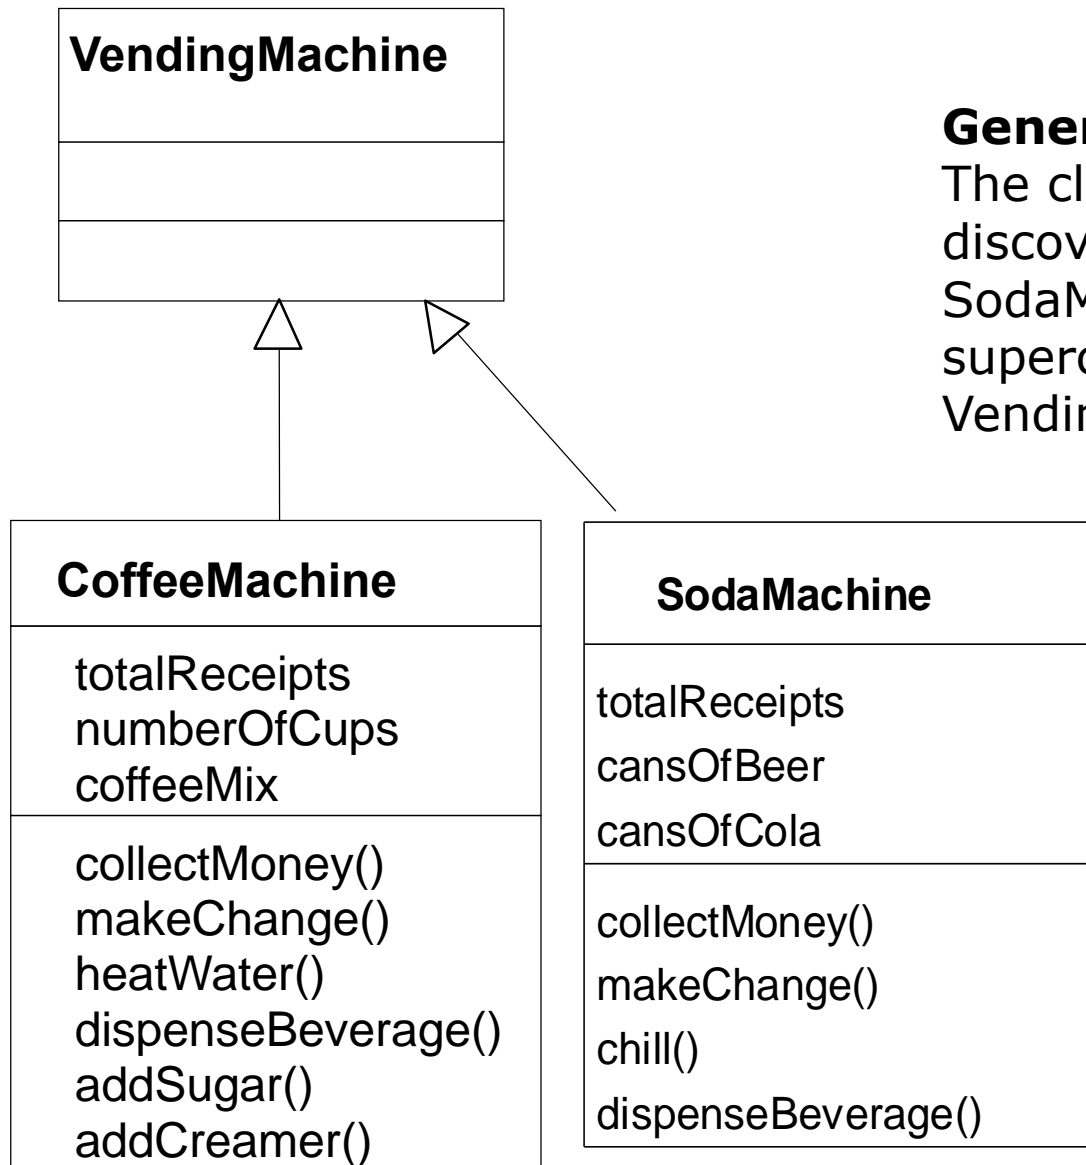 VendingMachine
Gener
The cl
discov
SodaM
superc
Vendin
CoffeeMachine
totalReceipts
numberOfCups
coffeeMix
collectMoney()
makeChange()
heatWater()
dispenseBeverage()
addSugar()
addCreamer()
SodaMachine
totalReceipts
cansOfBeer
cansOfCola
collectMoney()
makeChange()
chill()
dispenseBeverage()